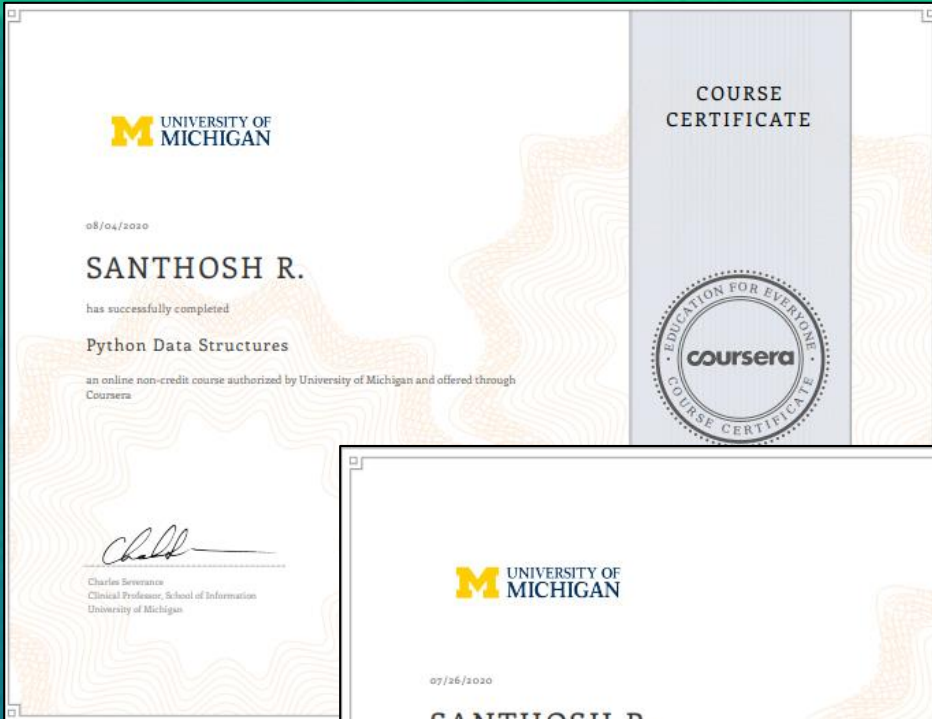 UNIVERSITY OF
MICHIGAN
COURSE
CERTIFICATE
08/04/2020
SANTHOSH R.
has successfully completed
Python Data Structures
an online non-credit course authorized by University of Michigan and offered through
Coursera
EDUCATION FOR EVERYONE
coursera
COURSE CERTIFICATE
Charles Severance
Clinical Professor, School of Information
University of Michigan
UNIVERSITY OF
MICHIGAN
07/26/2020
SANTHOSH R.